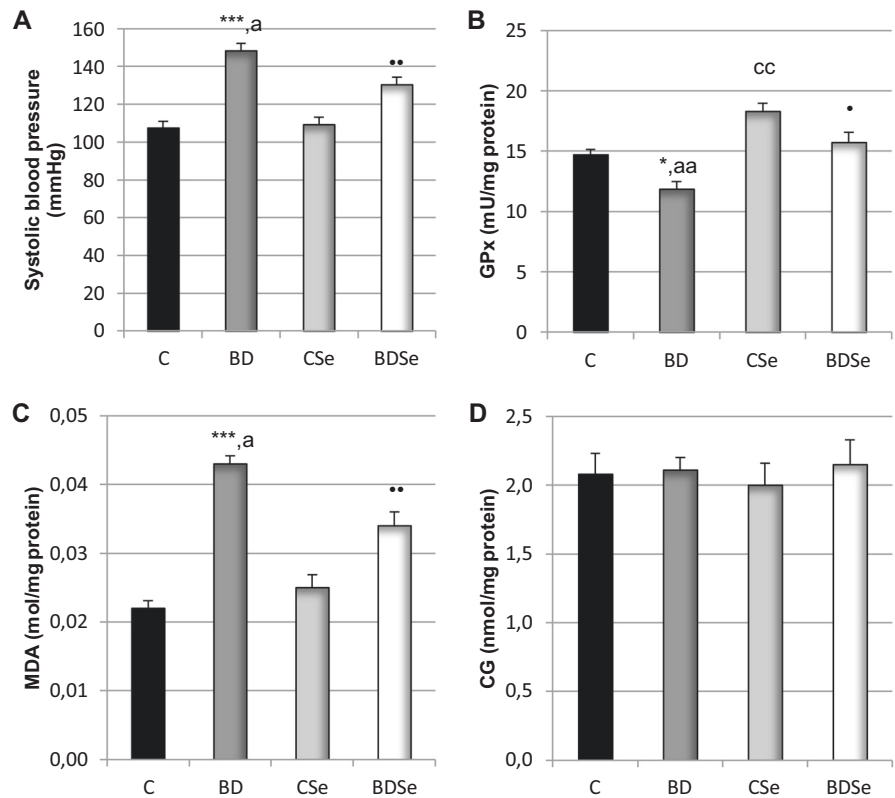 A
Systolic blood pressure
(mmHg)
160
140
120
100
80
60
40
20
0
***,a
••
C BD CSe BDSe
B
GPx (mU/mg protein)
25
20
15
10
5
0
*,aa
cc
•
C BD CSe BDSe
C
MDA (mol/mg protein)
0,05
0,04
0,03
0,02
0,01
0,00
***,a
••
C BD CSe BDSe
D
CG (nmol/mg protein)
2,5
2,0
1,5
1,0
0,5
0,0
C BD CSe BDSe